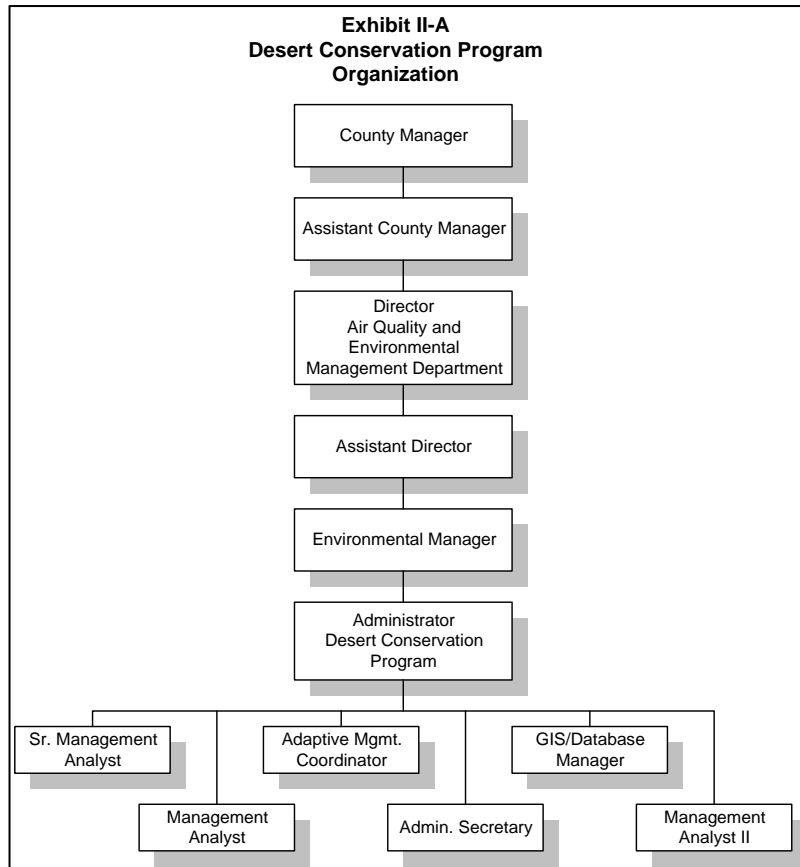 Exhibit II-A
Desert Conservation Program
Organization
County Manager
Assistant County Manager
Director
Air Quality and
Environmental
Management Department
Assistant Director
Environmental Manager
Administrator
Desert Conservation
Program
Sr. Management
Analyst
Adaptive Mgmt.
Coordinator
GIS/Database
Manager
Management
Analyst
Admin. Secretary
Management
Analyst II